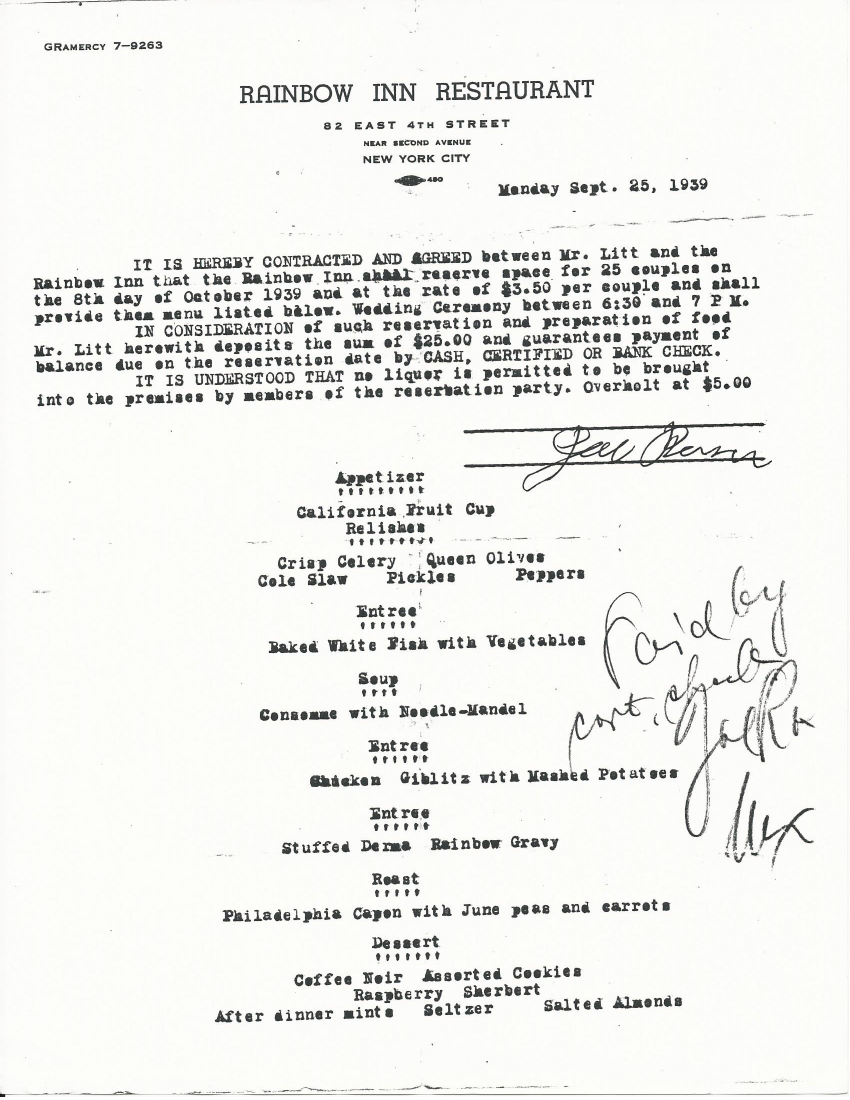 GRAMERCY 7–9263
RAINBOW INN RESTAURANT
82 EAST 4TH STREET
NEAR SECOND AVENUE
NEW YORK CITY
480
Monday Sept. 25, 1939
IT IS HEREBY CONTRACTED AND AGREED between Mr. Litt and the
Rainbow Inn that the Rainbow Inn shall reserve space for 25 couples on
the 8th day of October 1939 and at the rate of $3.50 per couple and shall
provide them menu listed balow. Wedding Ceremony between 6:30 and 7 P M.
IN CONSIDERATION of such reservation and preparation of food
Mr. Litt herewith deposits the sum of $25.00 and guarantees payment of
balance due on the reservation date by CASH, CERTIFIED OR BANK CHECK.
IT IS UNDERSTOOD THAT no liquor is permitted to be brought
into the premises by members of the reserbation party. Overholt at $5.00
Appetizer
California Fruit Cup
Relishes
Crisp Celery Queen Olives
Cole Slaw Pickles Peppers
Entree
Baked White Fish with Vegetables
Soup
Consomme with Noodle-Mandel
Entree
Chicken Giblitz with Mashed Potatoes
Entree
Stuffed Derma Rainbow Gravy
Roast
Philadelphia Capon with June peas and carrots
Dessert
Coffee Noir Assorted Cookies
Raspberry Sherbert
After dinner mints Seltzer Salted Almonds
Paid by
cert. check